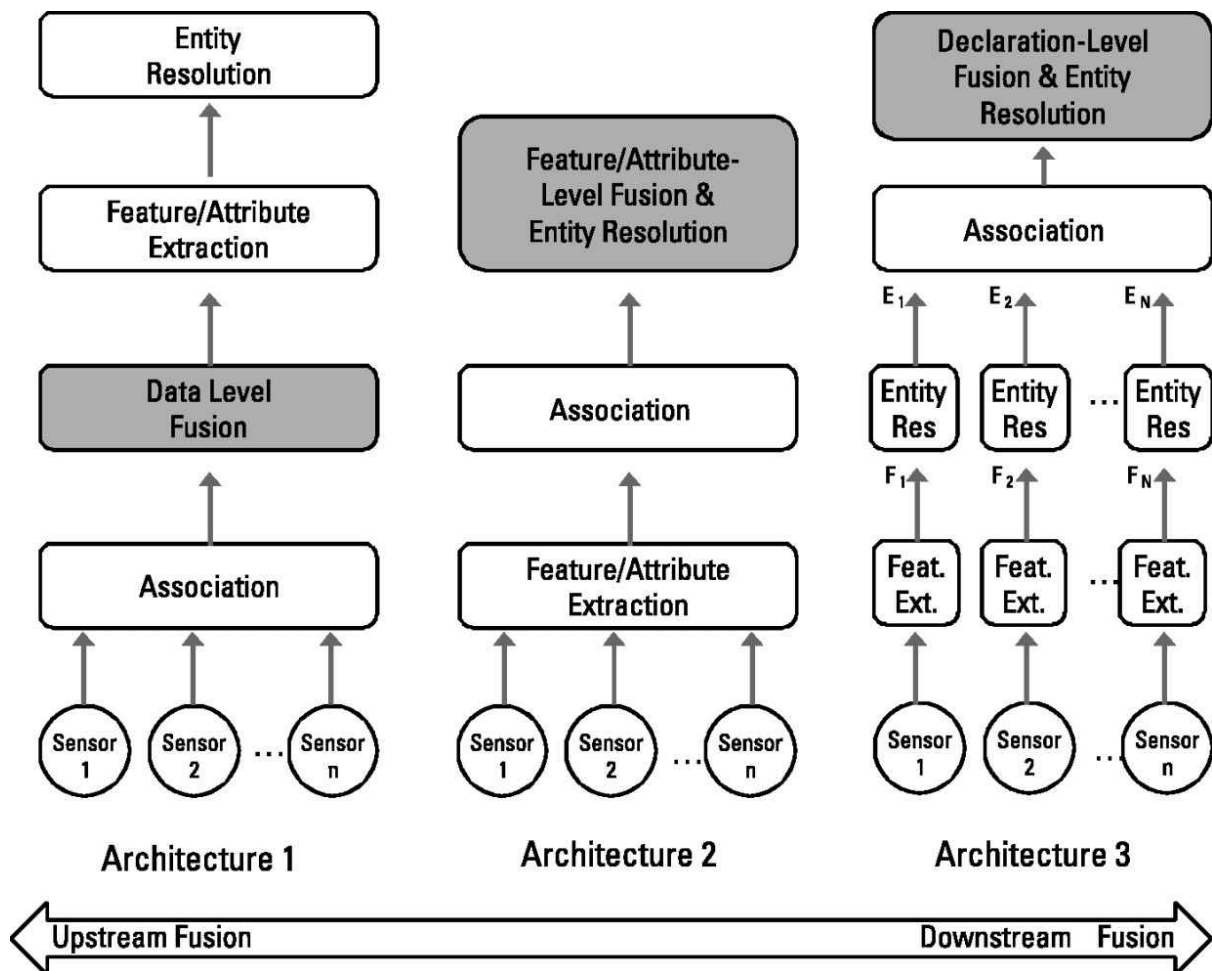 Entity
Resolution
Feature/Attribute
Extraction
Data Level
Fusion
Association
Sensor
1
Sensor
2
...
Sensor
n
Architecture 1
Feature/Attribute-
Level Fusion &
Entity Resolution
Association
Feature/Attribute
Extraction
Sensor
1
Sensor
2
...
Sensor
n
Architecture 2
Declaration-Level
Fusion & Entity
Resolution
Association
E1 E2 EN
Entity
Res
Entity
Res
...
Entity
Res
F1 F2 FN
Feat.
Ext.
Feat.
Ext.
...
Feat.
Ext.
Sensor
1
Sensor
2
...
Sensor
n
Architecture 3
Upstream Fusion Downstream Fusion